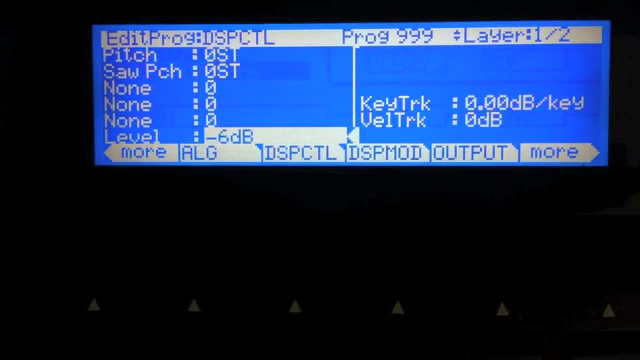 EditProg:DSPCTL Prog 999 ÷Layer:1/2
Pitch :0ST
Saw Pch :0ST
None :0
None :0 KeyTrk :0.00dB/key
None :0 VelTrk :0dB
Level :-6dB
more ALG DSPCTL DSPMOD OUTPUT more